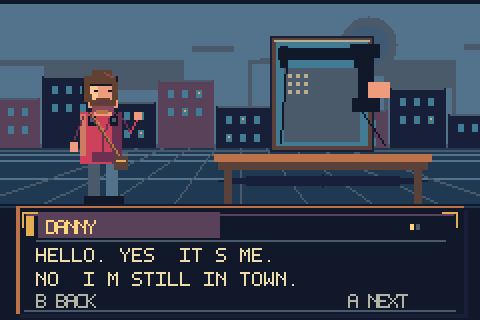 DANNY
HELLO. YES  IT S ME.
NO  I M STILL IN TOWN.
B BACK A NEXT